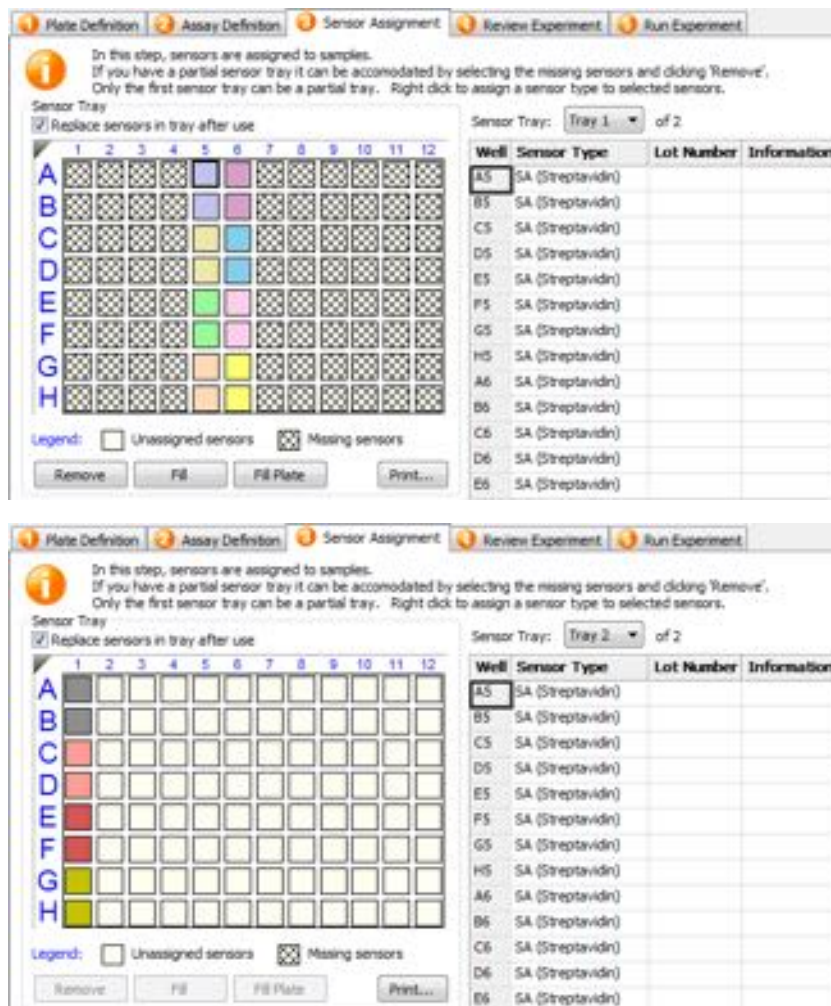 Plate Definition Assay Definition Sensor Assignment Review Experiment Run Experiment
In this step, sensors are assigned to samples.
If you have a partial sensor tray it can be accomodated by selecting the missing sensors and clicking 'Remove'.
Only the first sensor tray can be a partial tray. Right click to assign a sensor type to selected sensors.
Sensor Tray
Replace sensors in tray after use
Sensor Tray: Tray 1 of 2
1 2 3 4 5 6 7 8 9 10 11 12
A
B
C
D
E
F
G
H
Legend: Unassigned sensors Missing sensors
Remove Fill Fill Plate Print...
Well Sensor Type Lot Number Information
A5 SA (Streptavidin)
B5 SA (Streptavidin)
C5 SA (Streptavidin)
D5 SA (Streptavidin)
E5 SA (Streptavidin)
F5 SA (Streptavidin)
G5 SA (Streptavidin)
H5 SA (Streptavidin)
A6 SA (Streptavidin)
B6 SA (Streptavidin)
C6 SA (Streptavidin)
D6 SA (Streptavidin)
E6 SA (Streptavidin)
Plate Definition Assay Definition Sensor Assignment Review Experiment Run Experiment
In this step, sensors are assigned to samples.
If you have a partial sensor tray it can be accomodated by selecting the missing sensors and clicking 'Remove'.
Only the first sensor tray can be a partial tray. Right click to assign a sensor type to selected sensors.
Sensor Tray
Replace sensors in tray after use
Sensor Tray: Tray 2 of 2
1 2 3 4 5 6 7 8 9 10 11 12
A
B
C
D
E
F
G
H
Legend: Unassigned sensors Missing sensors
Remove Fill Fill Plate Print...
Well Sensor Type Lot Number Information
A5 SA (Streptavidin)
B5 SA (Streptavidin)
C5 SA (Streptavidin)
D5 SA (Streptavidin)
E5 SA (Streptavidin)
F5 SA (Streptavidin)
G5 SA (Streptavidin)
H5 SA (Streptavidin)
A6 SA (Streptavidin)
B6 SA (Streptavidin)
C6 SA (Streptavidin)
D6 SA (Streptavidin)
E6 SA (Streptavidin)